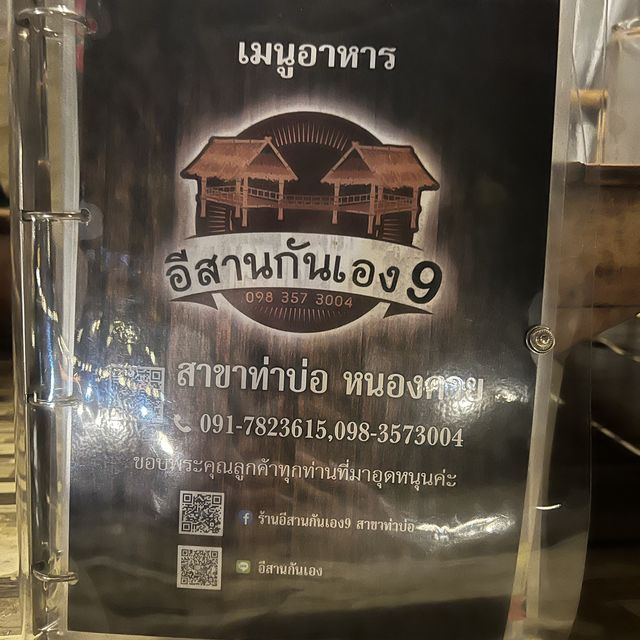 เมนูอาหาร
อีสานกันเอง 9
098 357 3004
สาขาท่าบ่อ หนองคาย
091-7823615,098-3573004
ขอบพระคุณลูกค้าทุกท่านที่มาอุดหนุนค่ะ
ร้านอีสานกันเอง9 สาขาท่าบ่อ
อีสานกันเอง